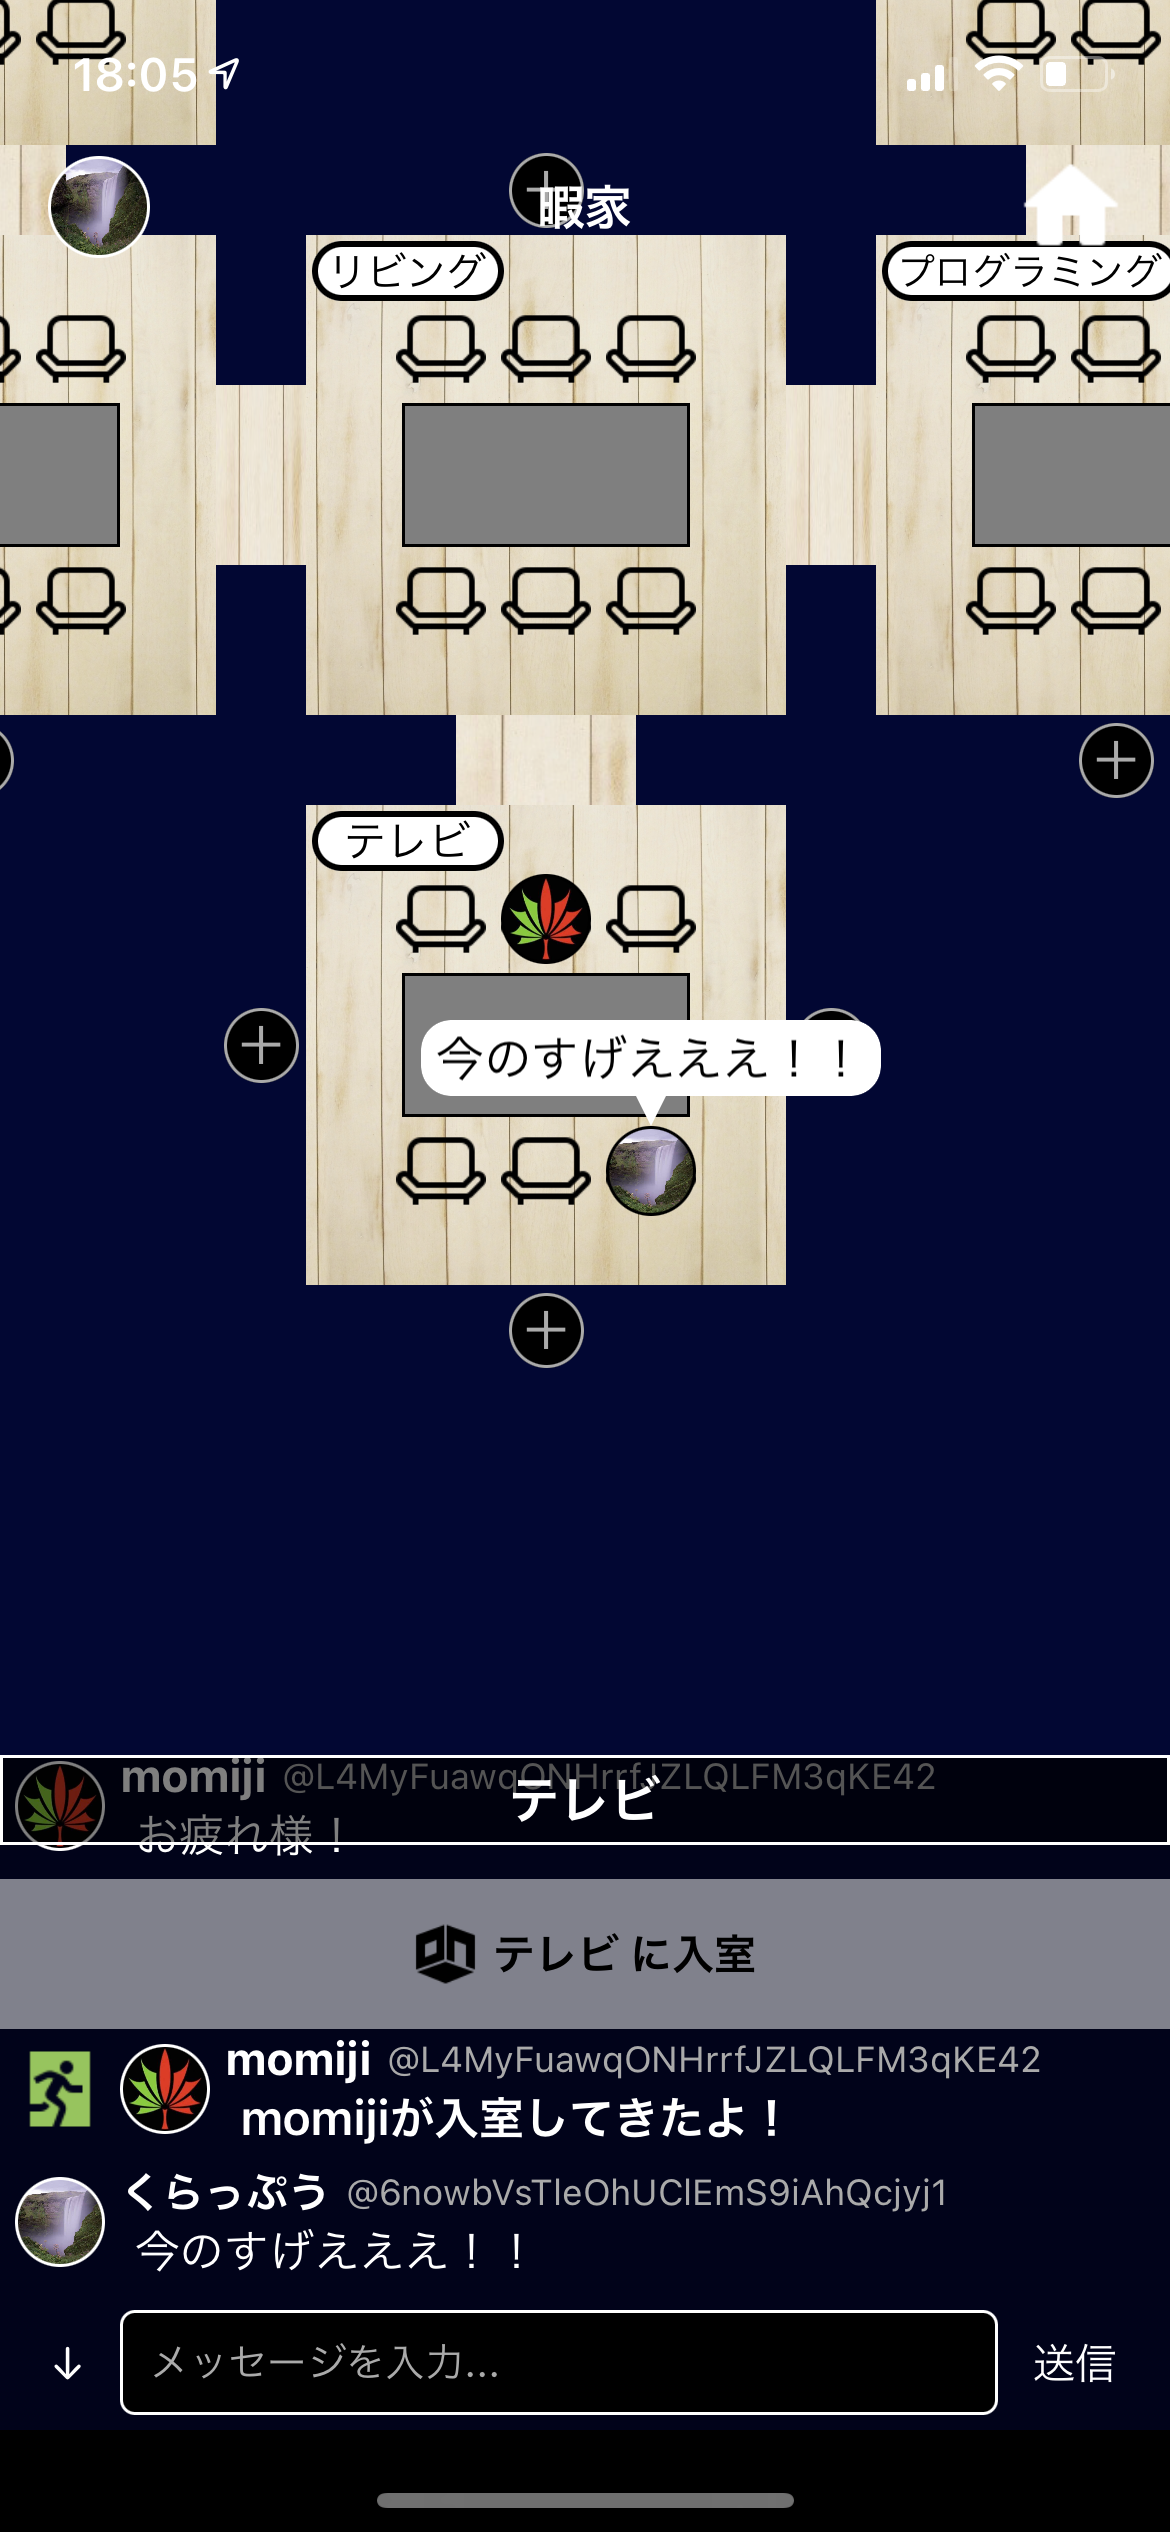 18:05
暇家
リビング
プログラミング
テレビ
今のすげえええ！！
momiji @L4MyFuawqONHrrfJZLQLFM3qKE42
テレビ
お疲れ様！
テレビ に入室
momiji @L4MyFuawqONHrrfJZLQLFM3qKE42
momijiが入室してきたよ！
くらっぷう @6nowbVsTleOhUClEmS9iAhQcjyj1
今のすげえええ！！
メッセージを入力...
送信